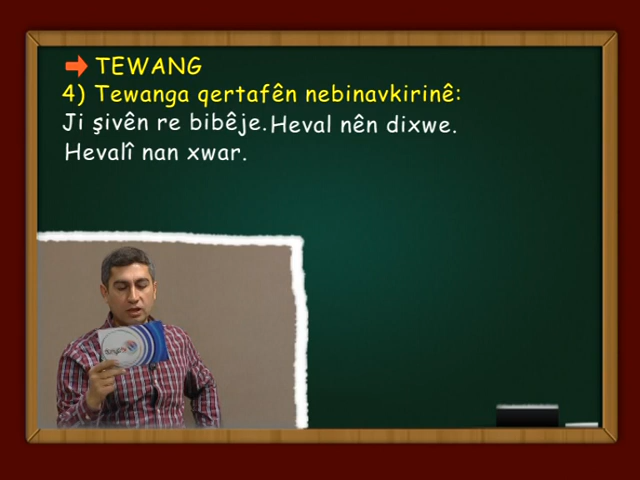 TEWANG
4) Tewanga qertafên nebinavkirinê:
Ji şivên re bibêje. Heval nên dixwe.
Hevalî nan xwar.